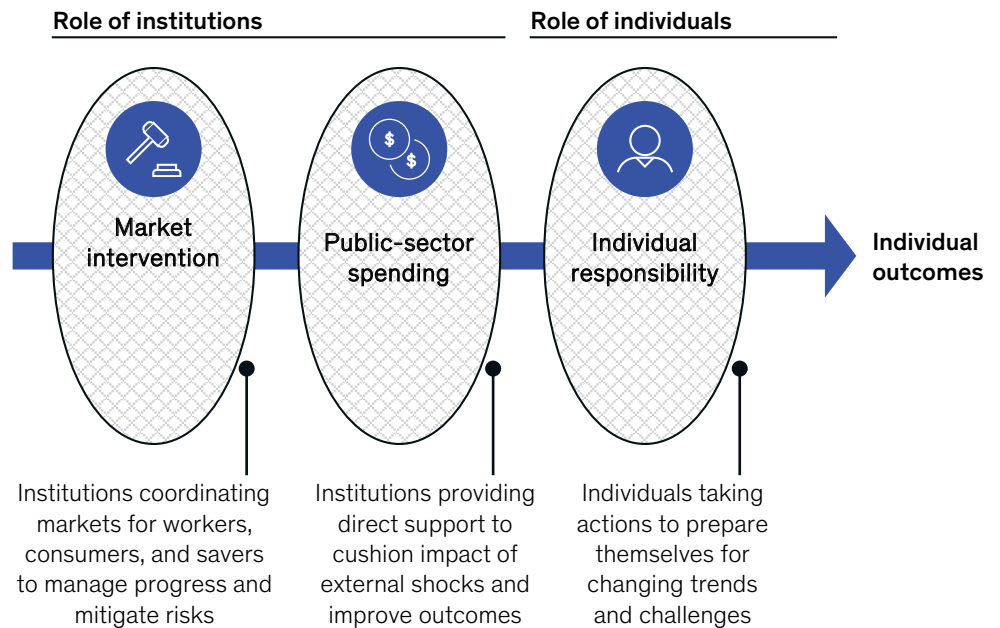 Role of institutions
Role of individuals
$
$
Market
intervention
Public-sector
spending
Individual
responsibility
Individual
outcomes
Institutions coordinating
markets for workers,
consumers, and savers
to manage progress and
mitigate risks
Institutions providing
direct support to
cushion impact of
external shocks and
improve outcomes
Individuals taking
actions to prepare
themselves for
changing trends
and challenges